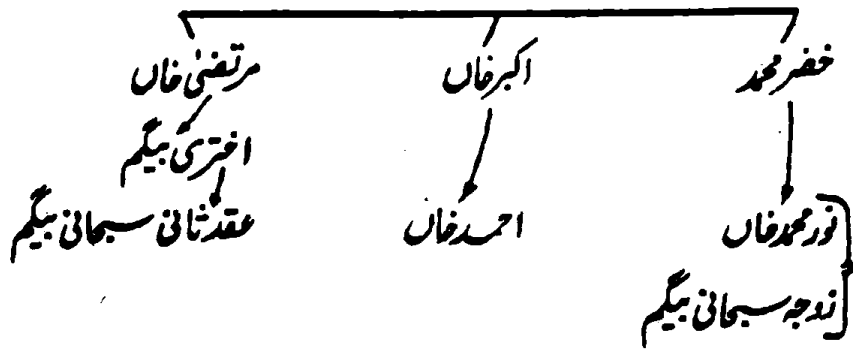 خضر محمد
اکبر خاں
مرتضیٰ خاں
اختری بیگم
نور محمد خاں
احمد خاں
عقد ثانی سبحانی بیگم
زوجہ سبحانی بیگم